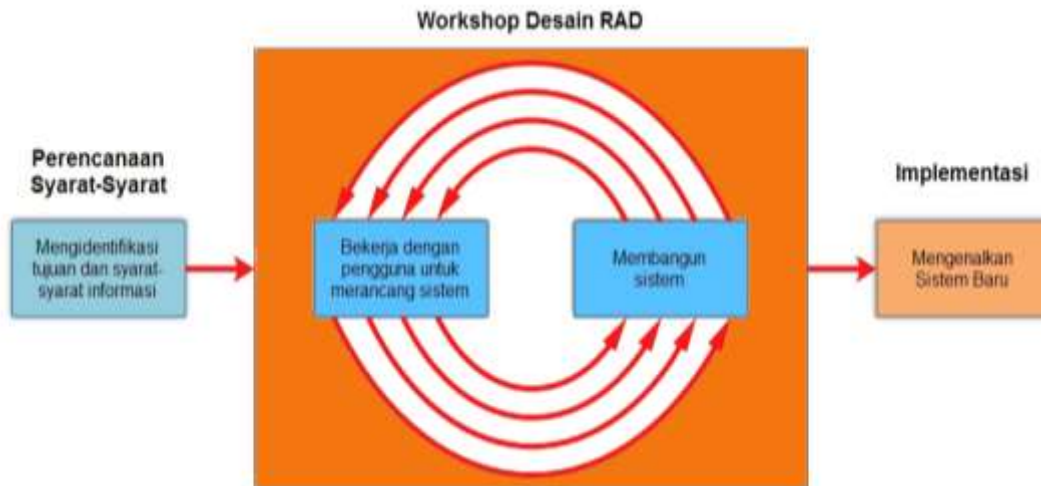 Workshop Desain RAD
Perencanaan
Syarat-Syarat
Mengidentifikasi
tujuan dan syarat-
syarat informasi
Bekerja dengan
pengguna untuk
merancang sistem
Membangun
sistem
Implementasi
Mengenalkan
Sistem Baru